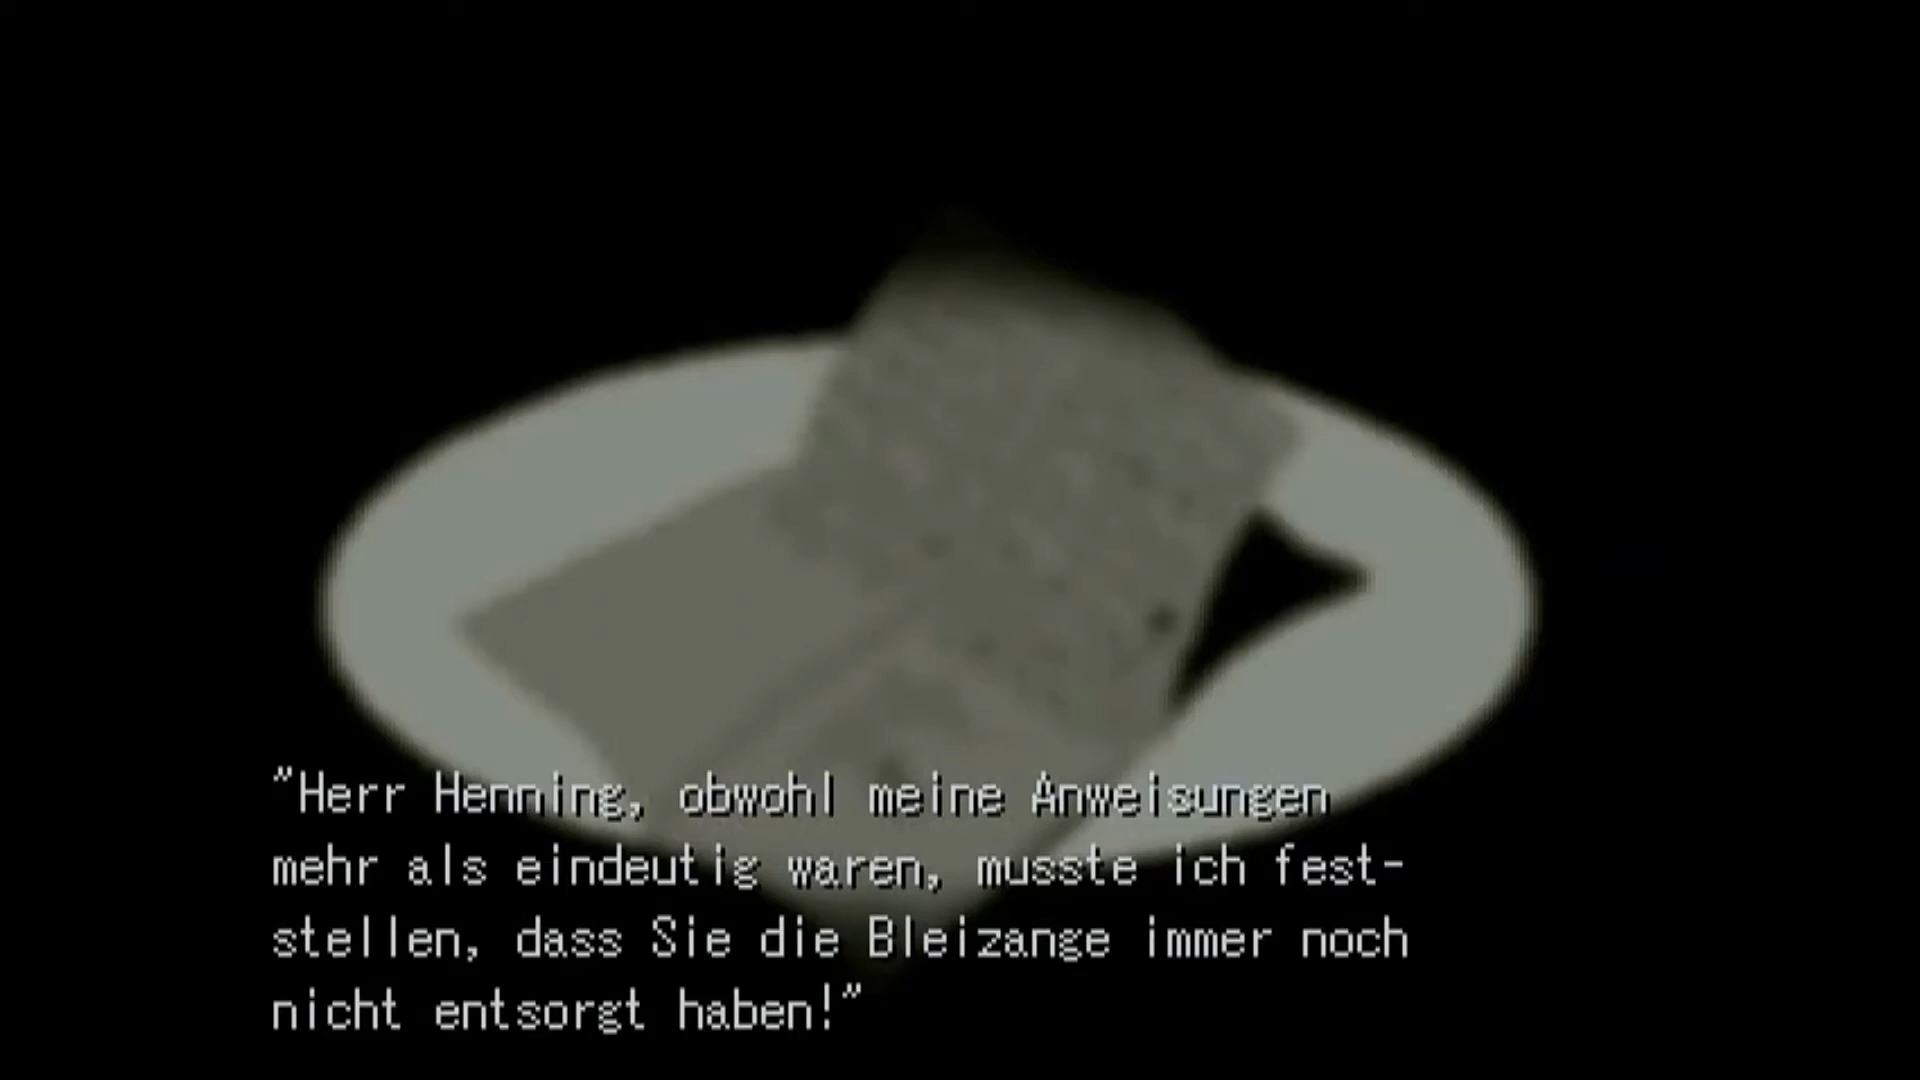 "Herr Henning, obwohl meine Anweisungen
mehr als eindeutig waren, musste ich fest-
stellen, dass Sie die Bleizange immer noch
nicht entsorgt haben!"